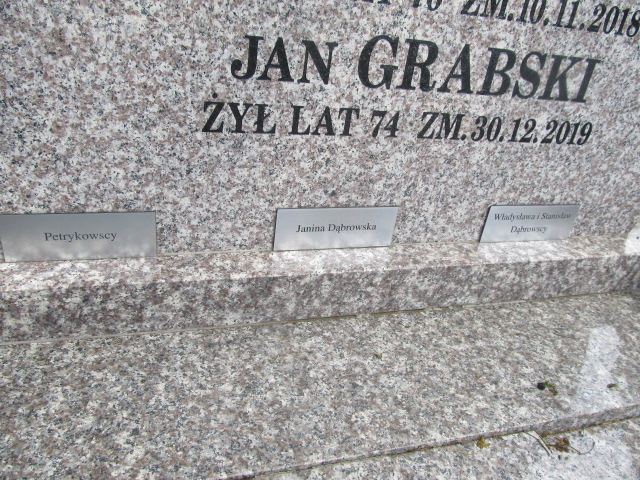 ZM.10.11.2018
JAN GRABSKI
ŻYŁ LAT 74 ZM.30.12.2019
Petrykowscy
Janina Dąbrowska
Władysława i Stanisław
Dąbrowscy